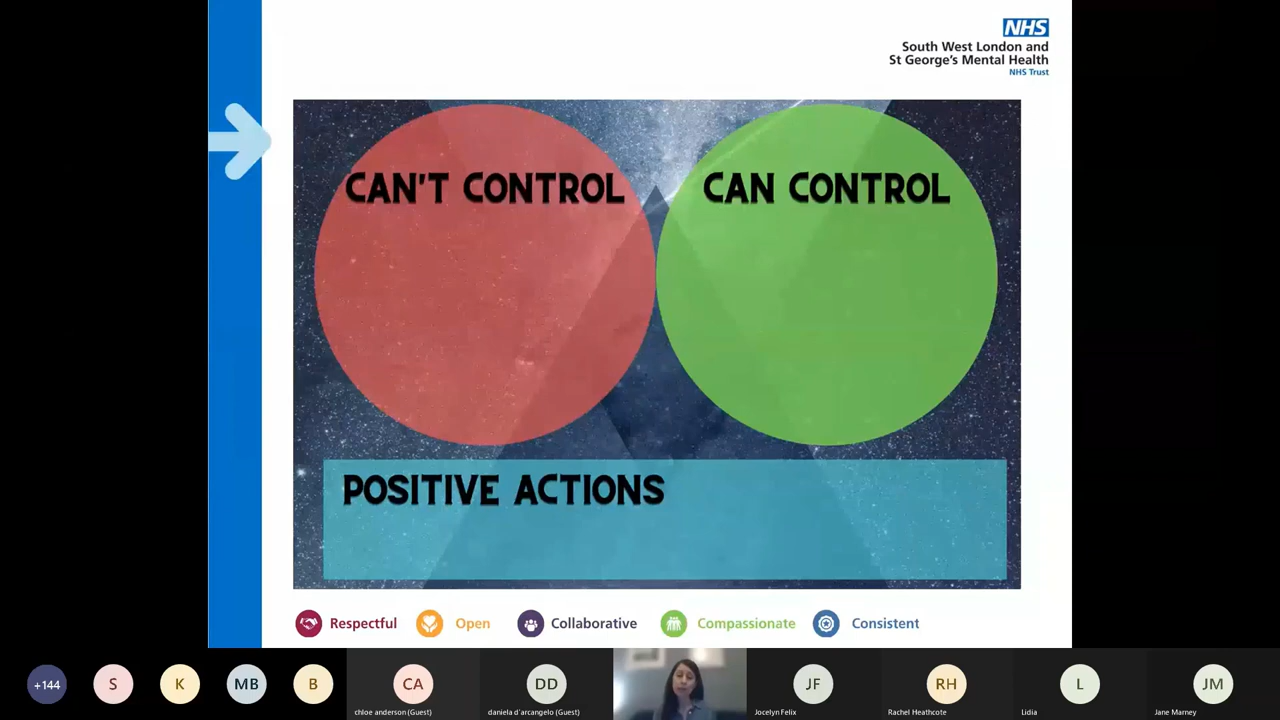 NHS
South West London and
St George's Mental Health
NHS Trust
CAN'T CONTROL
CAN CONTROL
POSITIVE ACTIONS
Respectful
Open
Collaborative
Compassionate
Consistent
+144
S
K
MB
B
CA
DD
JF
RH
L
JM
chloe anderson (Guest)
daniela d'arcangelo (Guest)
Jocelyn Felix
Rachel Heathcote
Lidia
Jane Marney